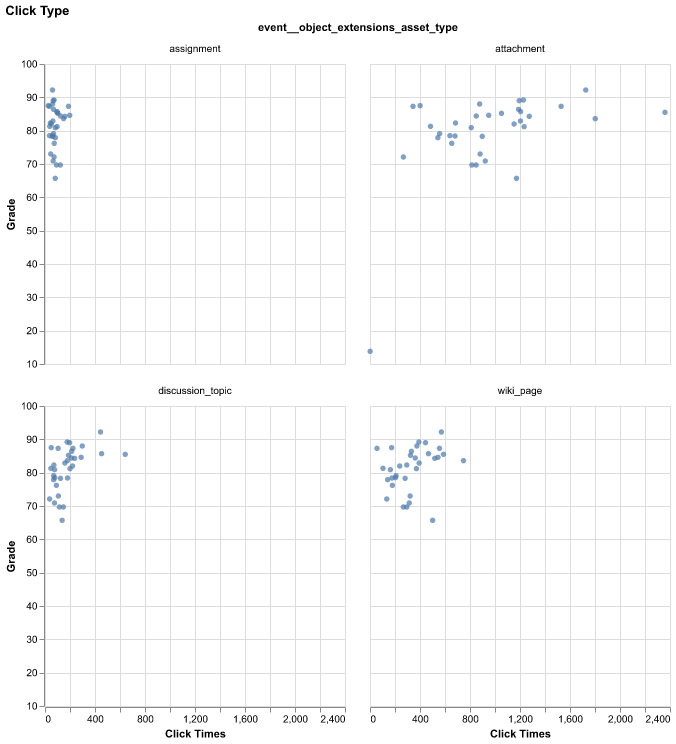 Click Type
event__object_extensions_asset_type
assignment
attachment
100
90
80
70
60
50
40
30
20
10
Grade
discussion_topic
wiki_page
100
90
80
70
60
50
40
30
20
10
Grade
0 400 800 1,200 1,600 2,000 2,400
0 400 800 1,200 1,600 2,000 2,400
Click Times
Click Times